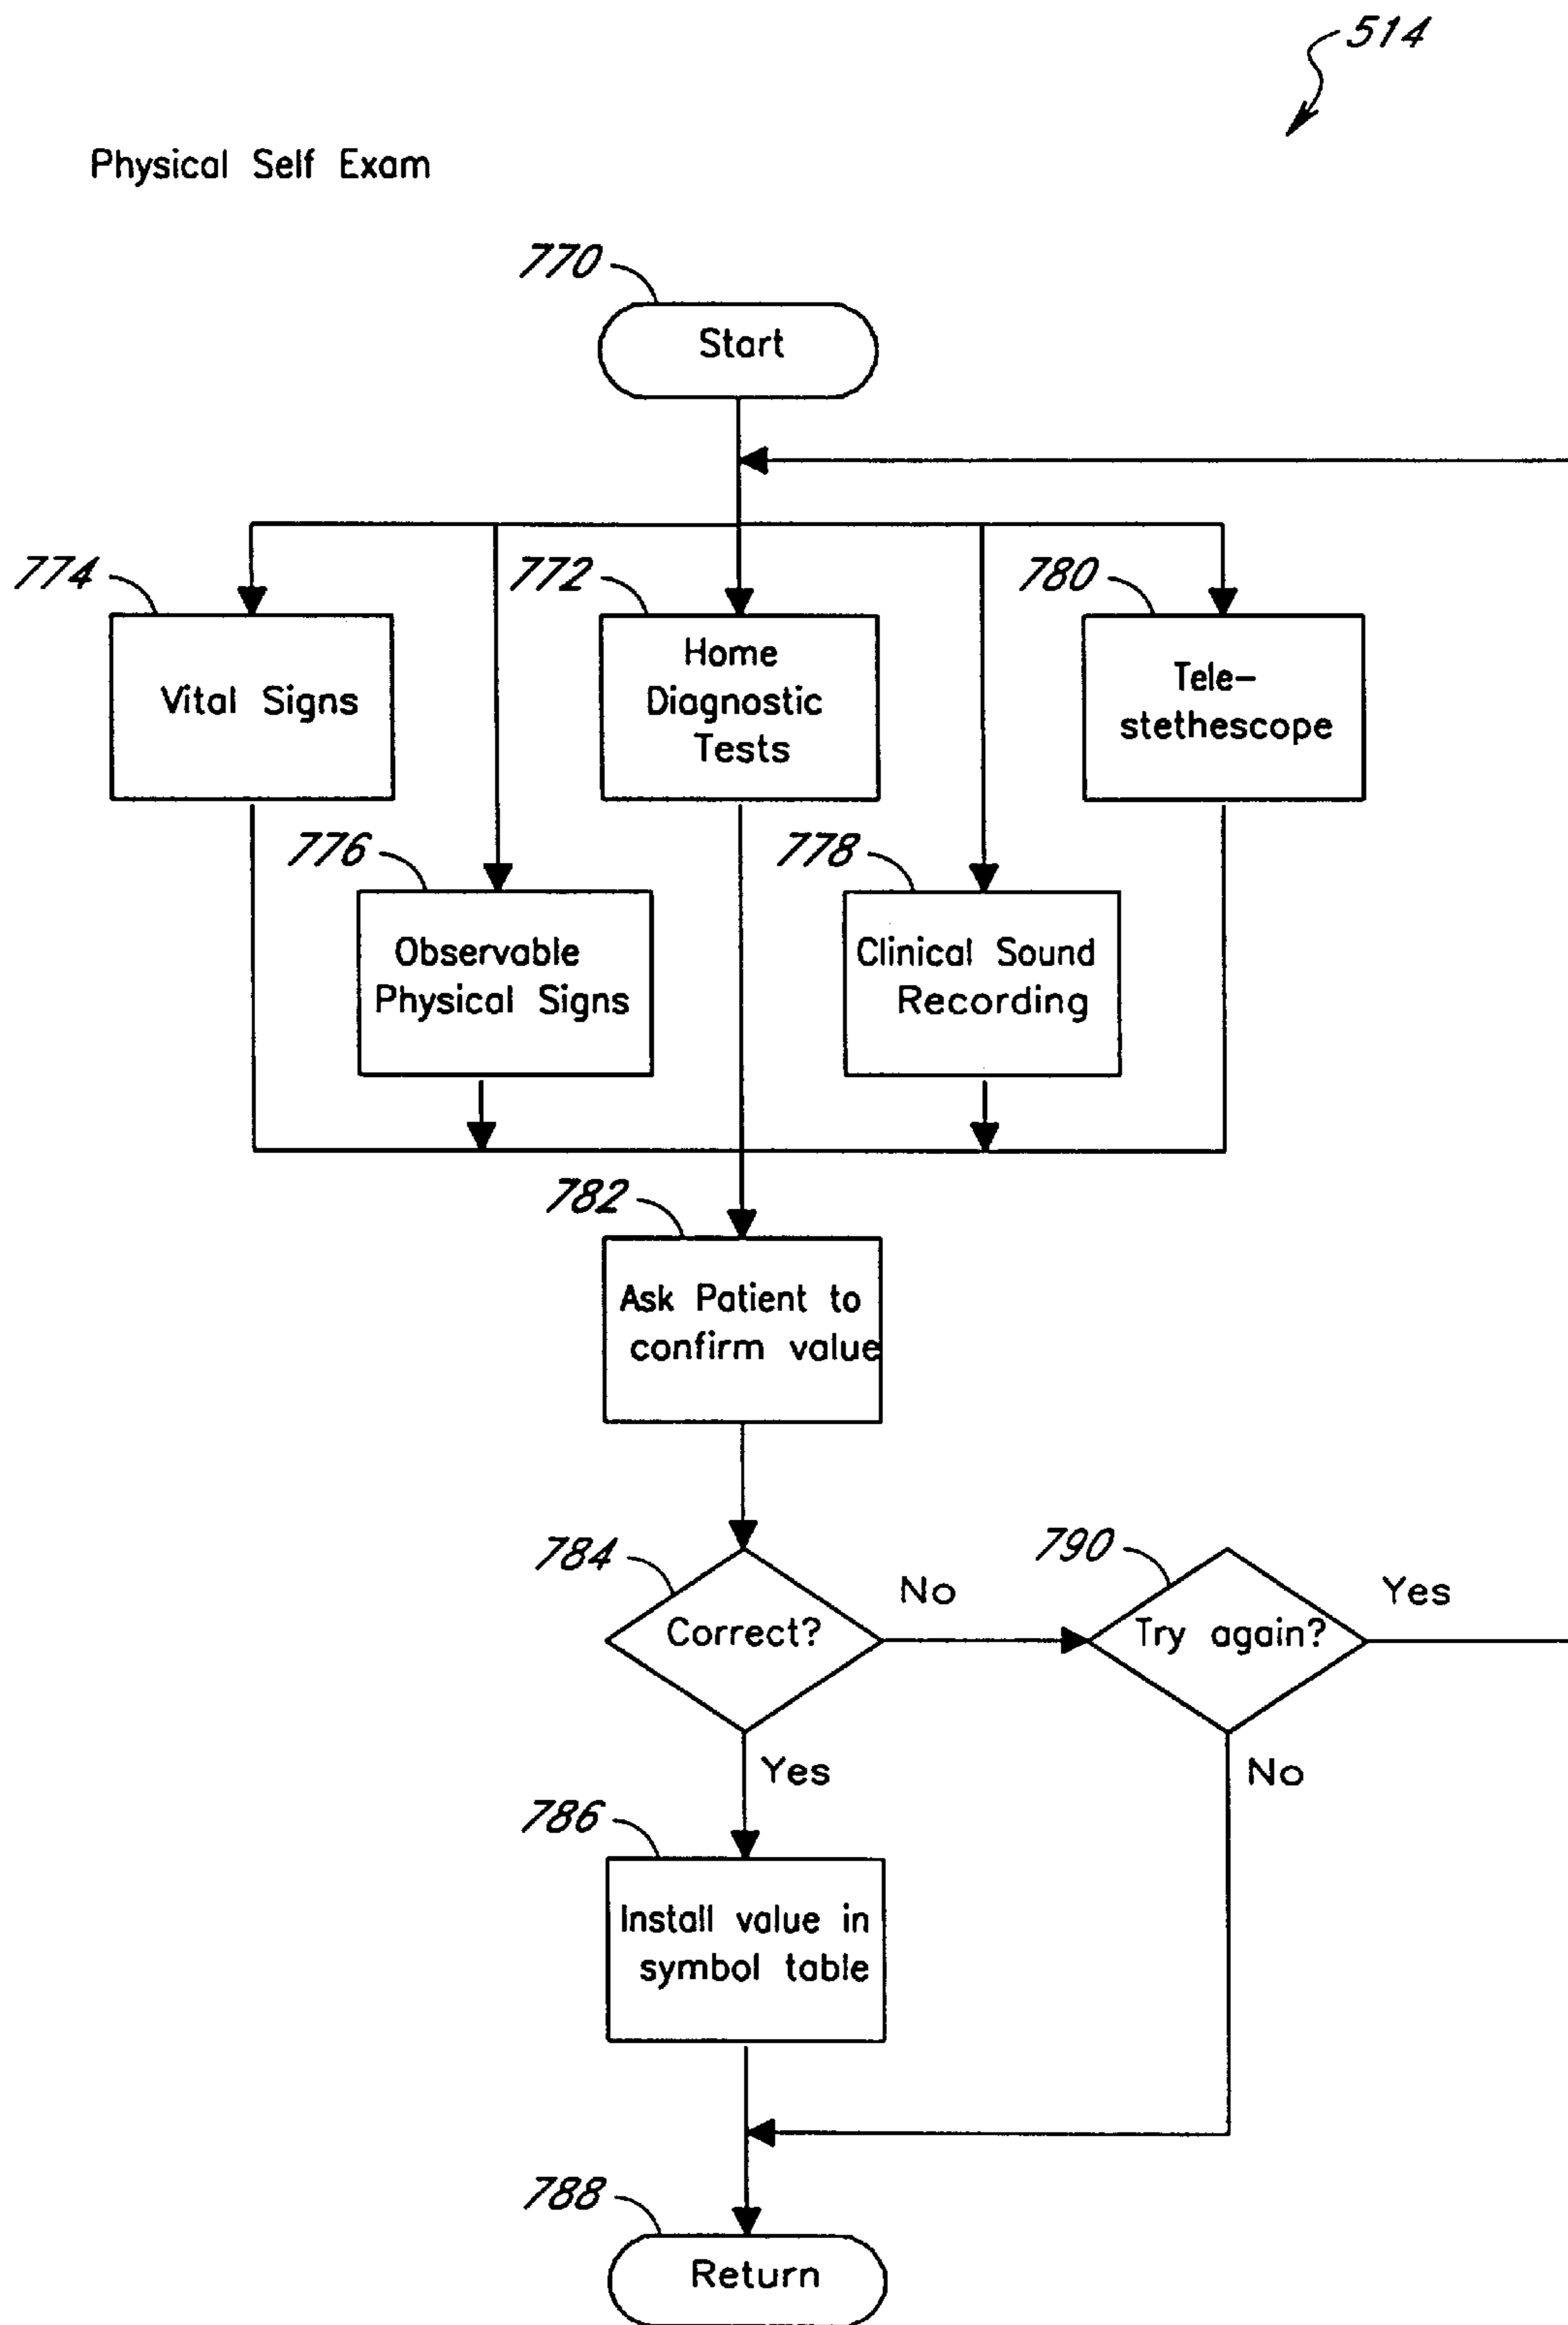 514
Physical Self Exam
770
Start
774
772
780
Vital Signs
Home
Diagnostic
Tests
Tele-
stethescope
776
778
Observable
Physical Signs
Clinical Sound
Recording
782
Ask Patient to
confirm value
784
790
Correct?
No
Try again?
Yes
Yes
No
786
Install value in
symbol table
788
Return